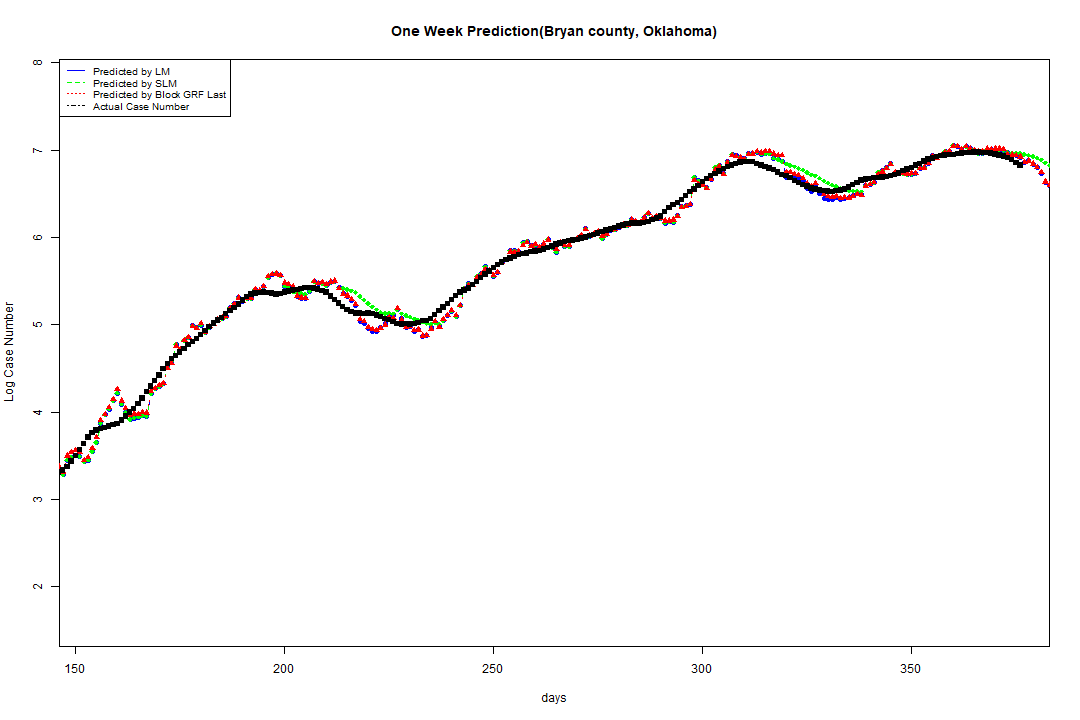 One Week Prediction(Bryan county, Oklahoma)
Predicted by LM
Predicted by SLM
Predicted by Block GRF Last
Actual Case Number
8
7
6
5
4
3
2
Log Case Number
150 200 250 300 350
days